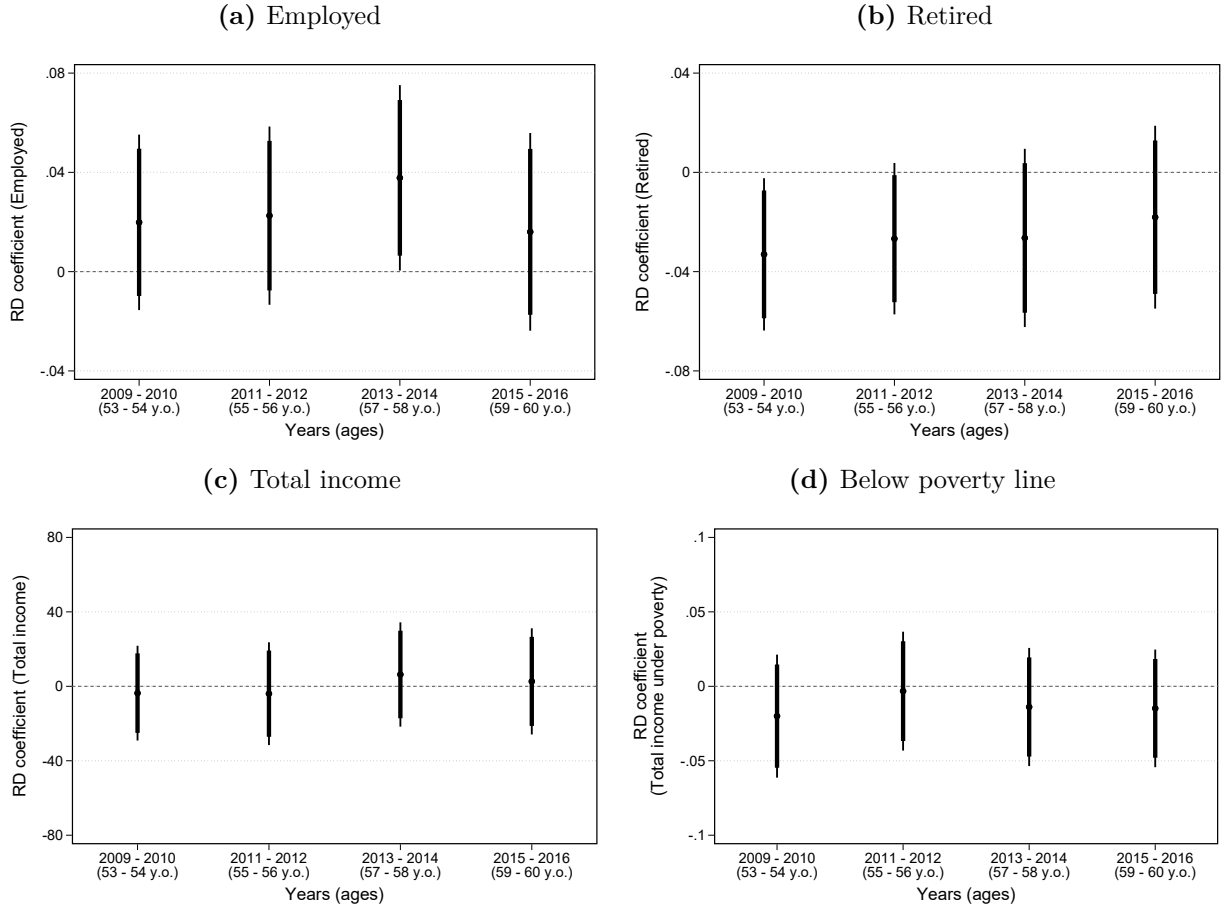 (a) Employed
RD coefficient (Employed)
.08
.04
0
-.04
2009 - 2010
(53 - 54 y.o.)
2011 - 2012
(55 - 56 y.o.)
2013 - 2014
(57 - 58 y.o.)
2015 - 2016
(59 - 60 y.o.)
Years (ages)
(b) Retired
RD coefficient (Retired)
.04
0
-.04
-.08
2009 - 2010
(53 - 54 y.o.)
2011 - 2012
(55 - 56 y.o.)
2013 - 2014
(57 - 58 y.o.)
2015 - 2016
(59 - 60 y.o.)
Years (ages)
(c) Total income
RD coefficient (Total income)
80
40
0
-40
-80
2009 - 2010
(53 - 54 y.o.)
2011 - 2012
(55 - 56 y.o.)
2013 - 2014
(57 - 58 y.o.)
2015 - 2016
(59 - 60 y.o.)
Years (ages)
(d) Below poverty line
RD coefficient
(Total income under poverty)
.1
.05
0
-.05
-.1
2009 - 2010
(53 - 54 y.o.)
2011 - 2012
(55 - 56 y.o.)
2013 - 2014
(57 - 58 y.o.)
2015 - 2016
(59 - 60 y.o.)
Years (ages)